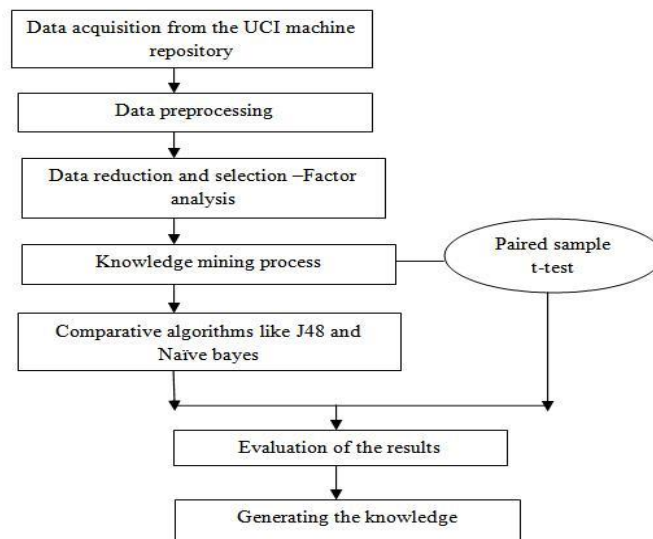 Data acquisition from the UCI machine
repository
Data preprocessing
Data reduction and selection –Factor
analysis
Knowledge mining process
Paired sample
t-test
Comparative algorithms like J48 and
Naïve bayes
Evaluation of the results
Generating the knowledge